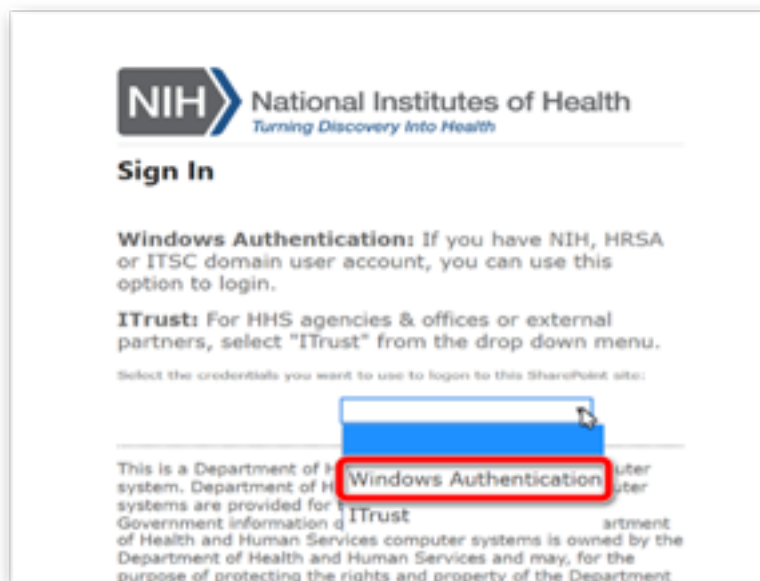 NIH National Institutes of Health
Turning Discovery Into Health
Sign In
Windows Authentication: If you have NIH, HRSA
or ITSC domain user account, you can use this
option to login.
ITrust: For HHS agencies & offices or external
partners, select "ITrust" from the drop down menu.
Select the credentials you want to use to logon to this SharePoint site:
Windows Authentication
ITrust
This is a Department of H uter
system. Department of H uter
systems are provided for
Government information artment
of Health and Human Services computer systems is owned by the
Department of Health and Human Services and may, for the
purpose of protecting the rights and property of the Department